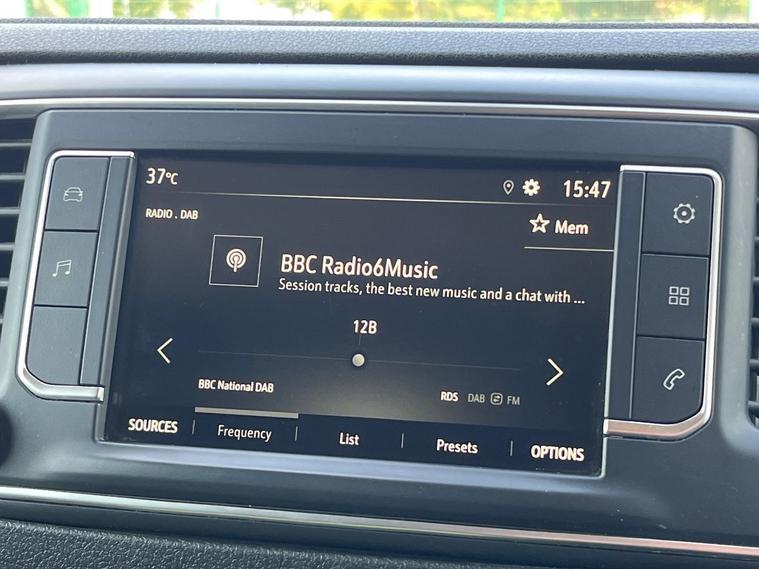 37°C
15:47
RADIO . DAB
Mem
BBC Radio6Music
Session tracks, the best new music and a chat with ...
12B
BBC National DAB
RDS DAB FM
SOURCES Frequency List Presets OPTIONS